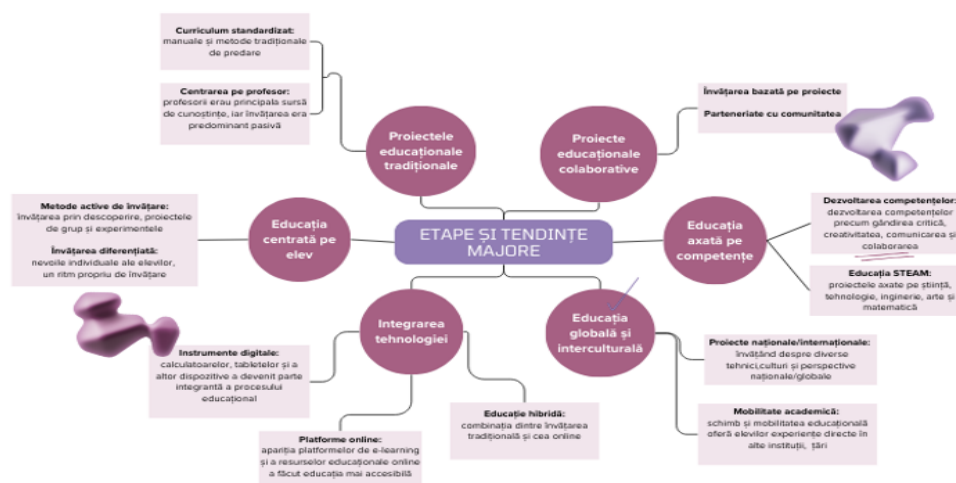 Curriculum standardizat:
manuale și metode tradiționale
de predare
Centrarea pe profesor:
profesorii erau principala sursă
de cunoștințe, iar învățarea era
predominant pasivă
Proiectele
educaționale
tradiționale
Proiecte
educaționale
colaborative
Învățarea bazată pe proiecte
Parteneriate cu comunitatea
Metode active de învățare:
învățarea prin descoperire, proiectele
de grup și experimentele
Învățarea diferențiată:
nevoile individuale ale elevilor,
un ritm propriu de învățare
Educația
centrată pe
elev
ETAPE ȘI TENDINȚE
MAJORE
Educația
axată pe
competențe
Dezvoltarea competențelor:
dezvoltarea competențelor
precum gândirea critică,
creativitatea, comunicarea și
colaborarea
Educația STEAM:
proiectele axate pe știință,
tehnologie, inginerie, arte și
matematică
Integrarea
tehnologiei
Educația
globală și
interculturală
Instrumente digitale:
calculatoarelor, tabletelor și a
altor dispozitive a devenit parte
integrantă a procesului
educațional
Platforme online:
apariția platformelor de e-learning
și a resurselor educaționale online
a făcut educația mai accesibilă
Educație hibridă:
combinația dintre învățarea
tradițională și cea online
Proiecte naționale/internaționale:
învățând despre diverse
tehnici,culturi și perspective
naționale/globale
Mobilitate academică:
schimb și mobilitatea educațională
oferă elevilor experiențe directe în
alte instituții, țări